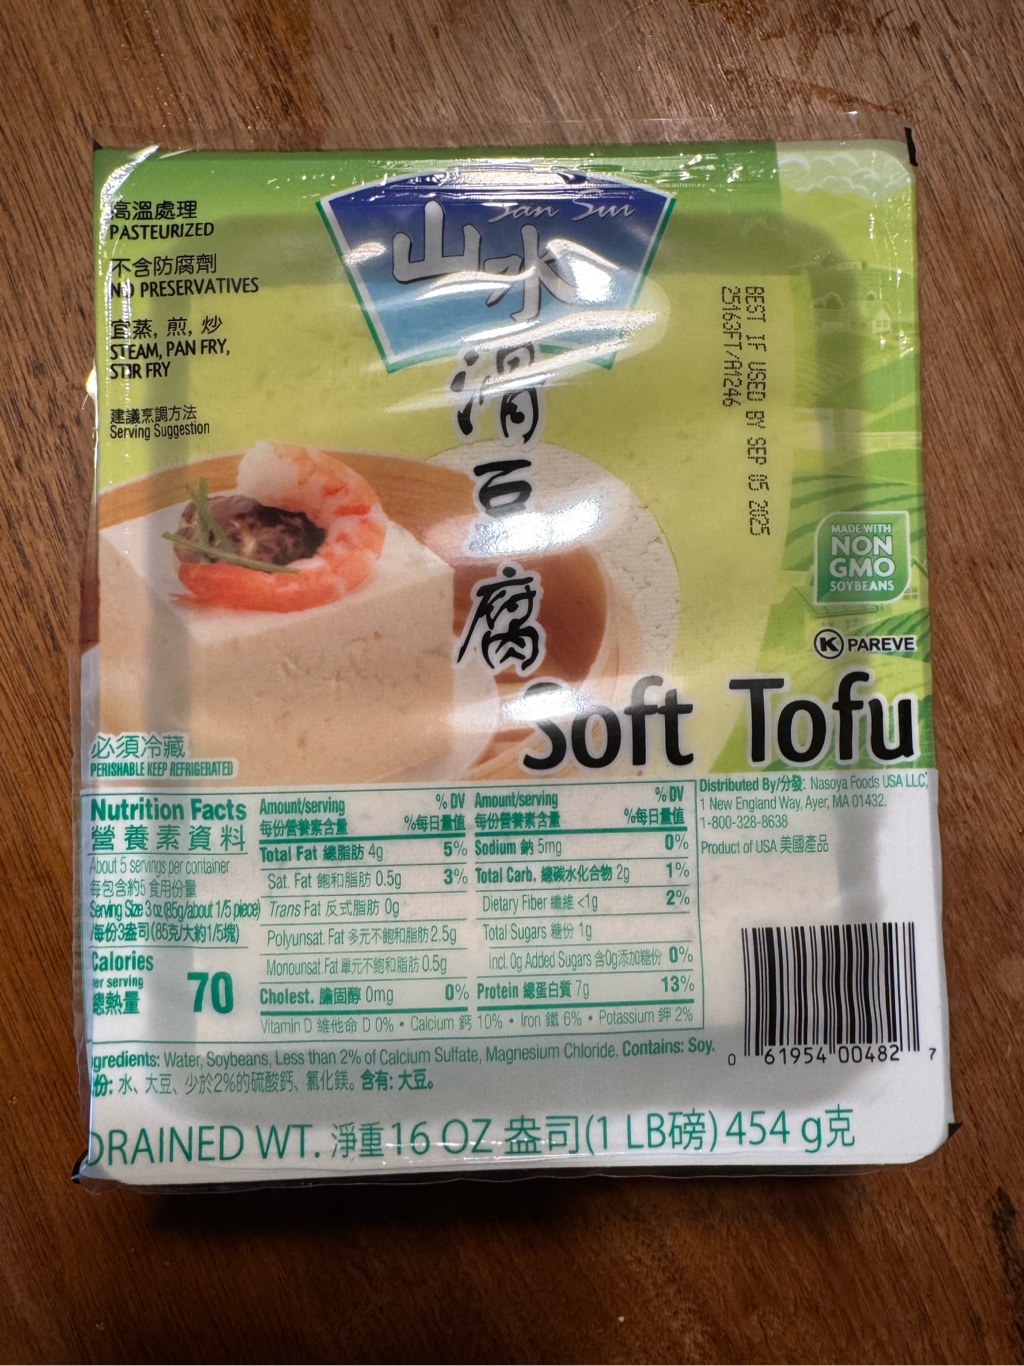 高溫處理
PASTEURIZED
不含防腐劑
NO PRESERVATIVES
宜蒸, 煎, 炒
STEAM, PAN FRY,
STIR FRY
建議烹調方法
Serving Suggestion
San Sui
山水
滑豆腐
BEST IF USED BY SEP 05 2025
25163FT/A1246
MADE WITH
NON
GMO
SOYBEANS
K PAREVE
Soft Tofu
必須冷藏
PERISHABLE KEEP REFRIGERATED
Nutrition Facts
營養素資料
About 5 servings per container
每包含約5 食用份量
Serving Size 3 oz (85g/about 1/5 piece)
每份3盎司 (85克/大約1/5塊)
Calories
per serving
總熱量
70
Amount/serving % DV
每份營養素含量 %每日量值
Total Fat 總脂肪 4g 5%
Sat. Fat 飽和脂肪 0.5g 3%
Trans Fat 反式脂肪 0g
Polyunsat. Fat 多元不飽和脂肪 2.5g
Monounsat. Fat 單元不飽和脂肪 0.5g
Cholest. 膽固醇 0mg 0%
Amount/serving % DV
每份營養素含量 %每日量值
Sodium 鈉 5mg 0%
Total Carb. 總碳水化合物 2g 1%
Dietary Fiber 纖維 <1g 2%
Total Sugars 糖份 1g
Incl. 0g Added Sugars 含0g添加糖份 0%
Protein 總蛋白質 7g 13%
Vitamin D 維他命 D 0% • Calcium 鈣 10% • Iron 鐵 6% • Potassium 鉀 2%
Distributed By/分發: Nasoya Foods USA LLC,
1 New England Way, Ayer, MA 01432.
1-800-328-8638
Product of USA 美國產品
ngredients: Water, Soybeans, Less than 2% of Calcium Sulfate, Magnesium Chloride. Contains: Soy.
份: 水、大豆、少於2%的硫酸鈣、氯化鎂。含有: 大豆。
0 61954 00482 7
DRAINED WT. 淨重 16 OZ 盎司 (1 LB磅) 454 g克